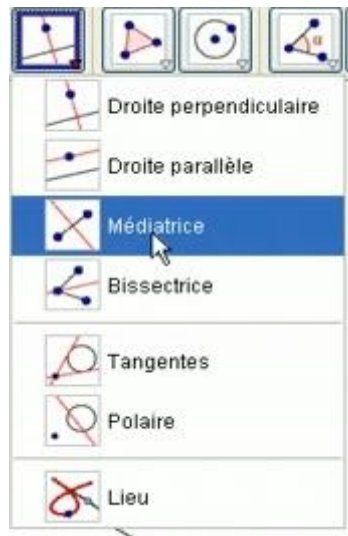 α
Droite perpendiculaire
Droite parallèle
Médiatrice
Bissectrice
Tangentes
Polaire
Lieu